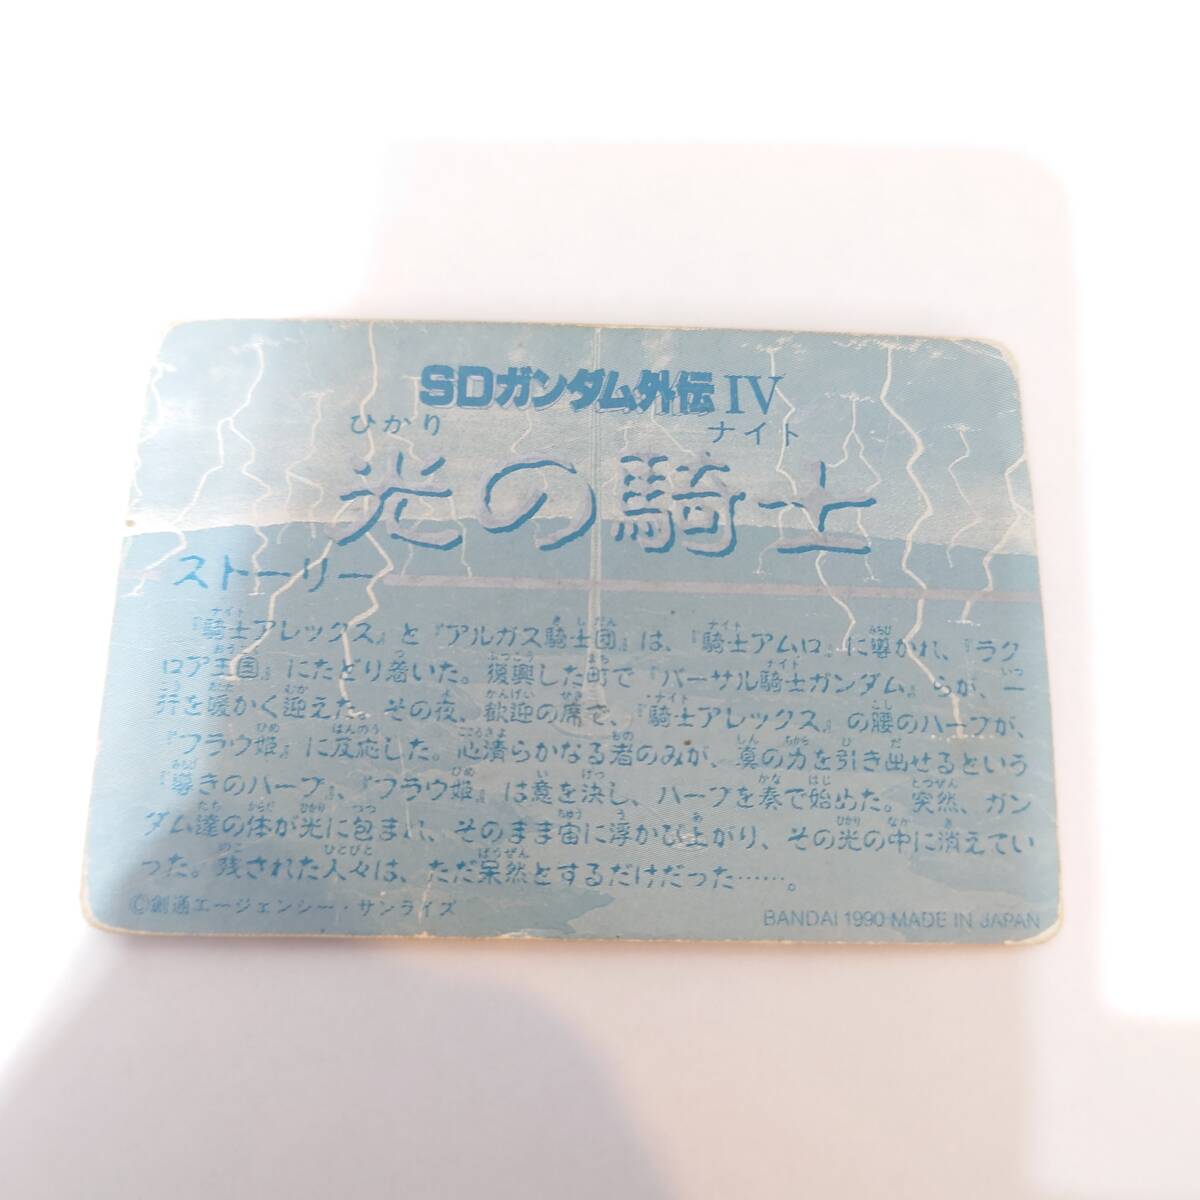 SDガンダム外伝 IV
ひかり ナイト
光の騎士
ストーリー
『騎士アレックス』と『アルガス騎士団』は、『騎士アムロ』に導かれ、『ラク
ロア王国』にたどり着いた。復興した町で『バーサル騎士ガンダム』らが、一
行を暖かく迎えた。その夜、歓迎の席で、『騎士アレックス』の腰のハープが、
『フラウ姫』に反応した。心清らかなる者のみが、真の力を引き出せるという
『導きのハープ』、『フラウ姫』は意を決し、ハープを奏で始めた。突然、ガン
ダム達の体が光に包まれ、そのまま宙に浮かび上がり、その光の中に消えてい
った。残された人々は、ただ呆然とするだけだった……。
©創通エージェンシー・サンライズ
BANDAI 1990 MADE IN JAPAN